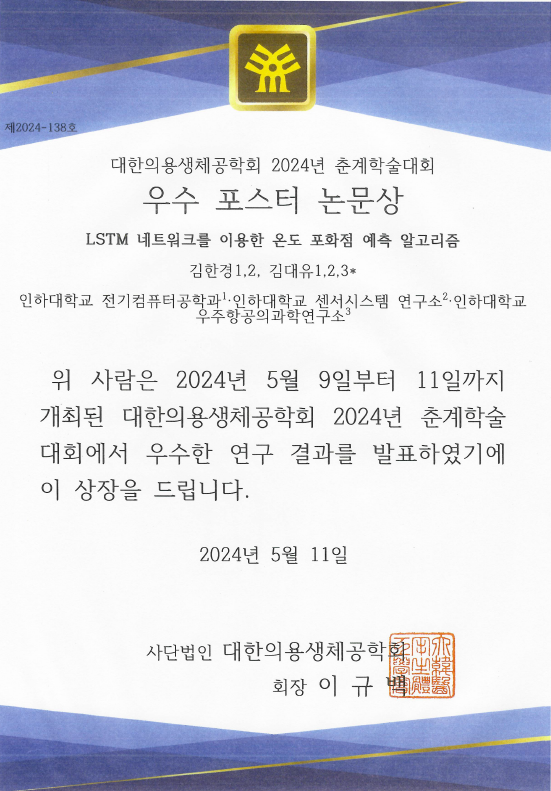 제2024-138호
대한의용생체공학회 2024년 춘계학술대회
우수 포스터 논문상
LSTM 네트워크를 이용한 온도 포화점 예측 알고리즘
김한경1,2, 김대유1,2,3*
인하대학교 전기컴퓨터공학과1·인하대학교 센서시스템 연구소2·인하대학교
우주항공의과학연구소3
위 사람은 2024년 5월 9일부터 11일까지
개최된 대한의용생체공학회 2024년 춘계학술
대회에서 우수한 연구 결과를 발표하였기에
이 상장을 드립니다.
2024년 5월 11일
사단법인 대한의용생체공학회
회장 이 규 백